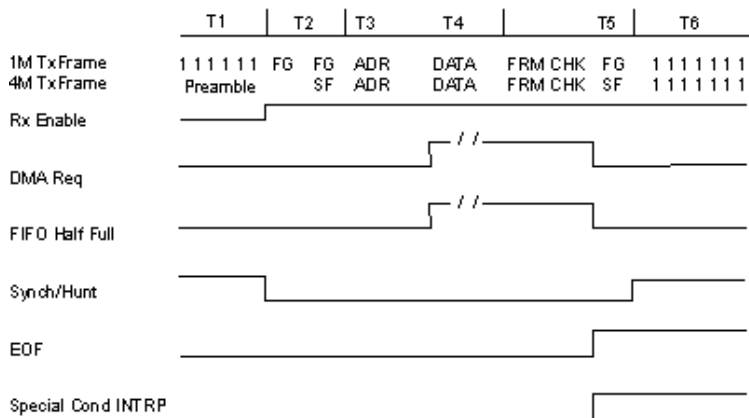 T1 T2 T3 T4 T5 T6
1M TxFrame 1 1 1 1 1 1 FG FG ADR DATA FRM CHK FG 1 1 1 1 1 1 1
4M TxFrame Preamble SF ADR DATA FRM CHK SF 1 1 1 1 1 1 1
Rx Enable
DMA Req
FIFO Half Full
Synch/Hunt
EOF
Special Cond INTRP